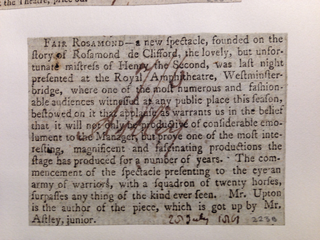 FAIR ROSAMOND—a new spectacle, founded on the
story of Rosamond de Clifford, the lovely, but unfor-
tunate mistress of Henry the Second, was last night
presented at the Royal Amphitheatre, Westminster-
bridge, where one of the most numerous and fashion-
able audiences witnessed at any public place this season,
bestowed on it that applause as warrants us in the belief
that it will not only be productive of considerable emo-
lument to the Manager, but prove one of the most inte-
resting, magnificent and fascinating productions the
stage has produced for a number of years. The com-
mencement of the spectacle presenting to the eye an
army of warriors, with a squadron of twenty horses,
surpasses any thing of the kind ever seen. Mr. Upton
is the author of the piece, which is got up by Mr.
Astley, junior.
July
2238